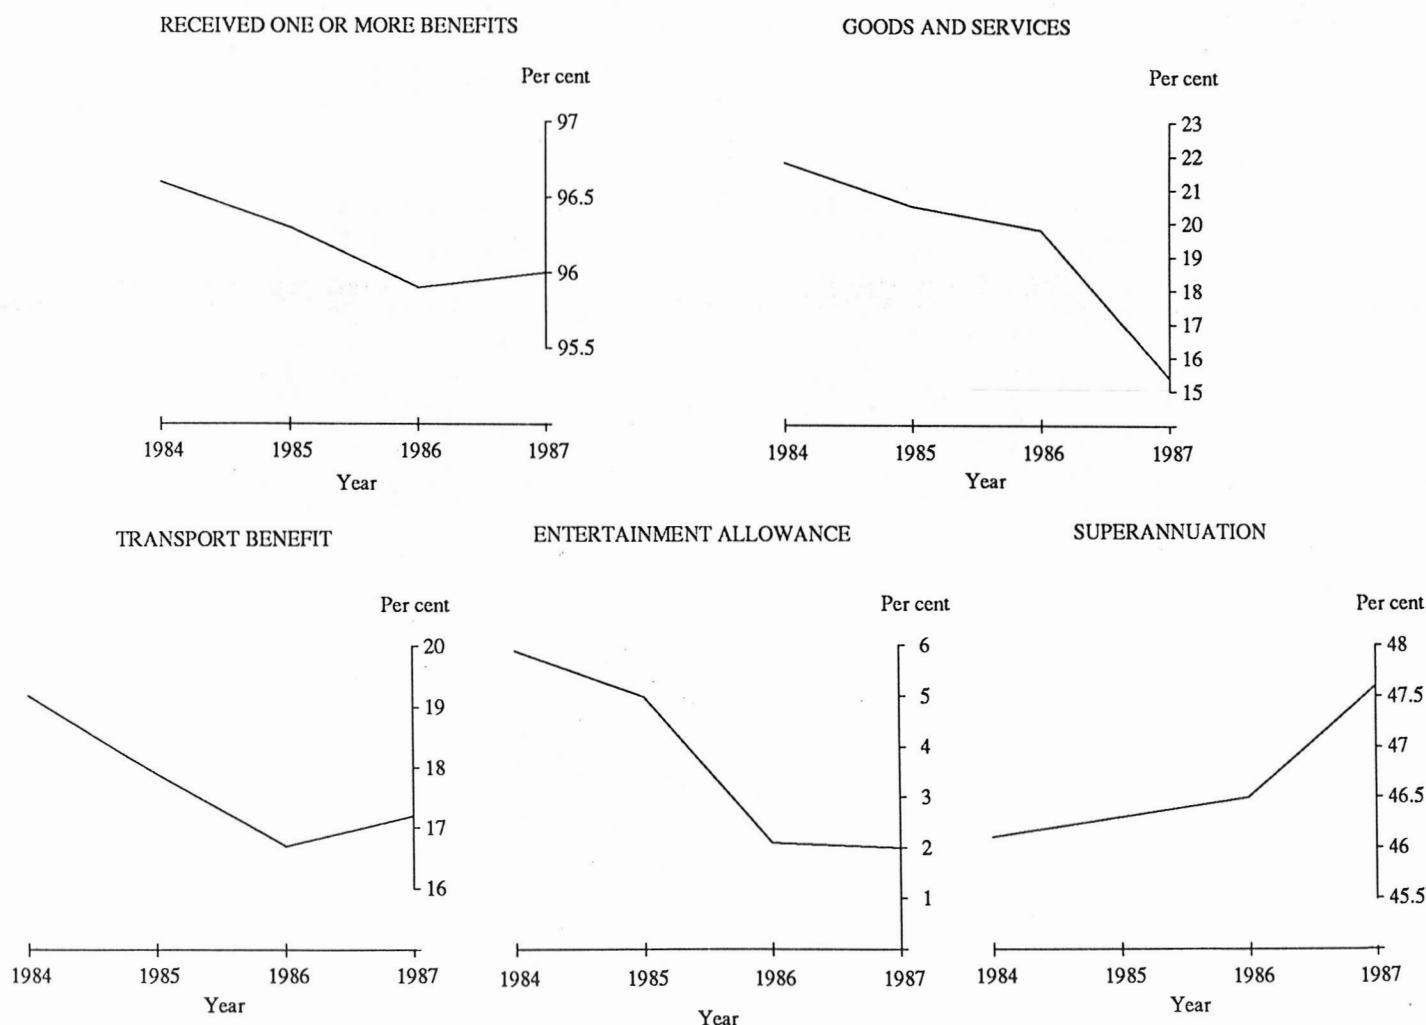 RECEIVED ONE OR MORE BENEFITS
Per cent
97
96.5
96
95.5
1984 1985 1986 1987
Year
GOODS AND SERVICES
Per cent
23
22
21
20
19
18
17
16
15
1984 1985 1986 1987
Year
TRANSPORT BENEFIT
Per cent
20
19
18
17
16
1984 1985 1986 1987
Year
ENTERTAINMENT ALLOWANCE
Per cent
6
5
4
3
2
1
1984 1985 1986 1987
Year
SUPERANNUATION
Per cent
48
47.5
47
46.5
46
45.5
1984 1985 1986 1987
Year